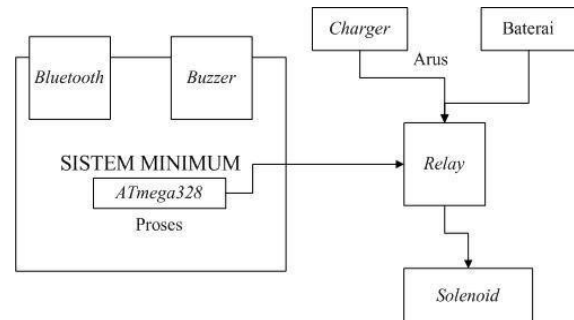 Charger
Baterai
Arus
Bluetooth
Buzzer
SISTEM MINIMUM
ATmega328
Proses
Relay
Solenoid